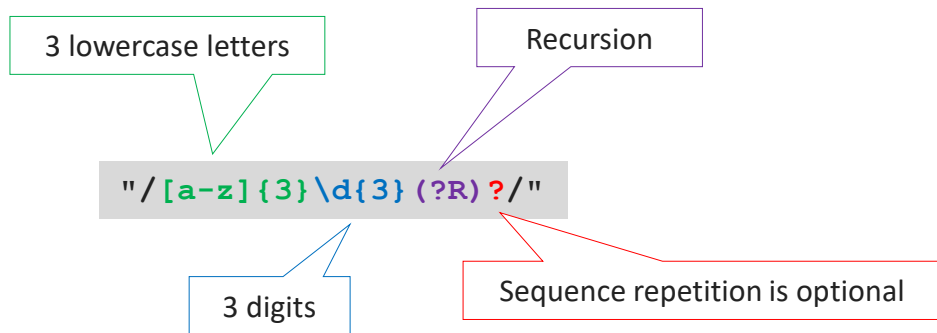 3 lowercase letters
Recursion
"/[a-z]{3}\d{3}(?R)?/"
3 digits
Sequence repetition is optional